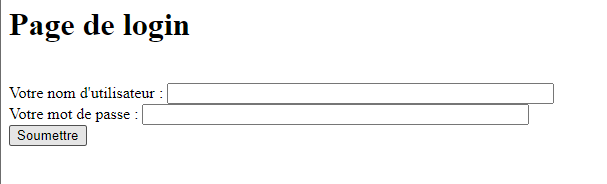 Page de login
Votre nom d'utilisateur :
Votre mot de passe :
Soumettre